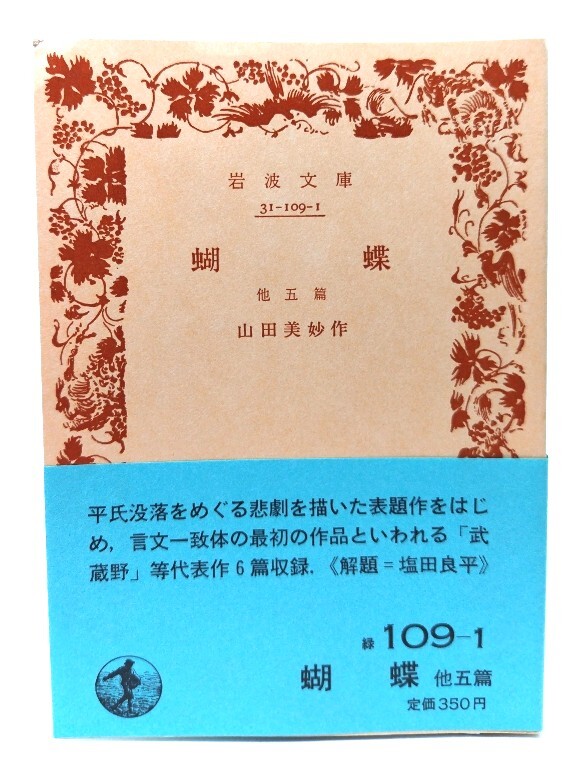 岩波文庫
31-109-1
蝴蝶
他五篇
山田美妙作
平氏没落をめぐる悲劇を描いた表題作をはじ
め，言文一致体の最初の作品といわれる「武
蔵野」等代表作6篇収録．《解題＝塩田良平》
緑 109-1
蝴蝶 他五篇
定価350円